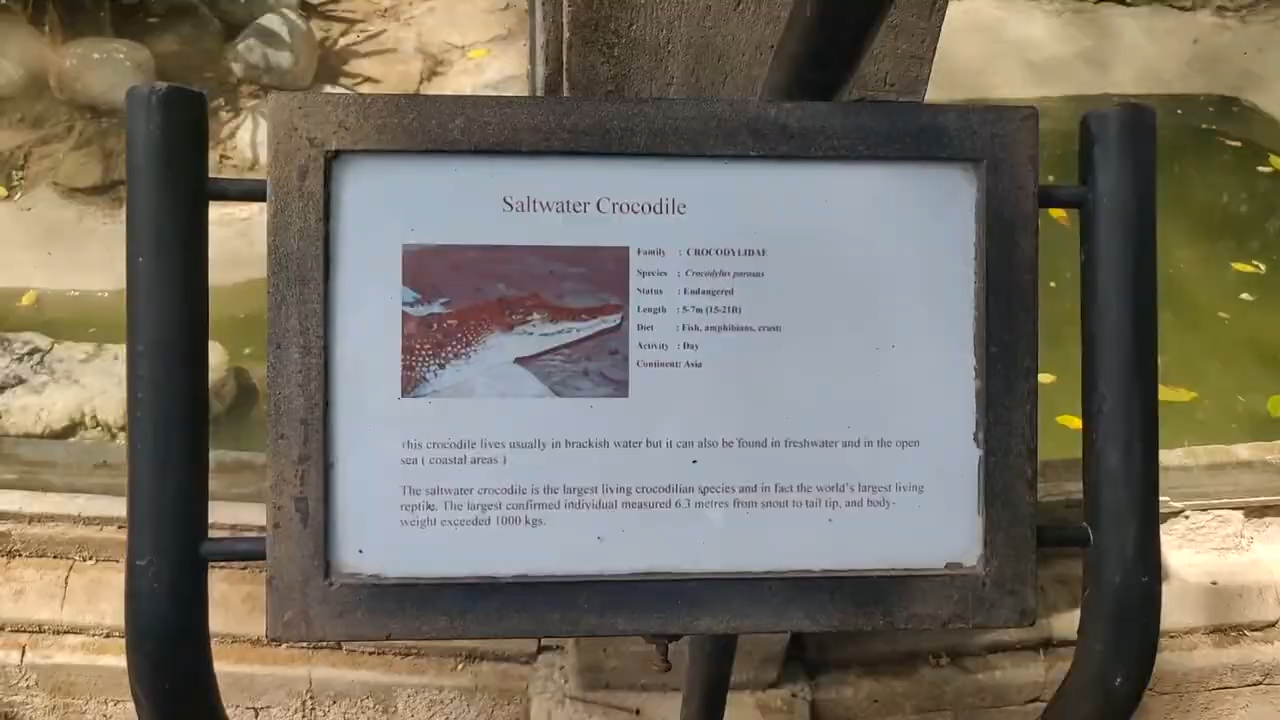 Saltwater Crocodile
Family : CROCODYLIDAE
Species : Crocodylus porosus
Status : Endangered
Length : 5-7m (15-21ft)
Diet : Fish, amphibians, crust;
Activity : Day
Continent: Asia
This crocodile lives usually in brackish water but it can also be found in freshwater and in the open
sea ( coastal areas )
The saltwater crocodile is the largest living crocodilian species and in fact the world's largest living
reptile. The largest confirmed individual measured 6.3 metres from snout to tail tip, and body-
weight exceeded 1000 kgs.